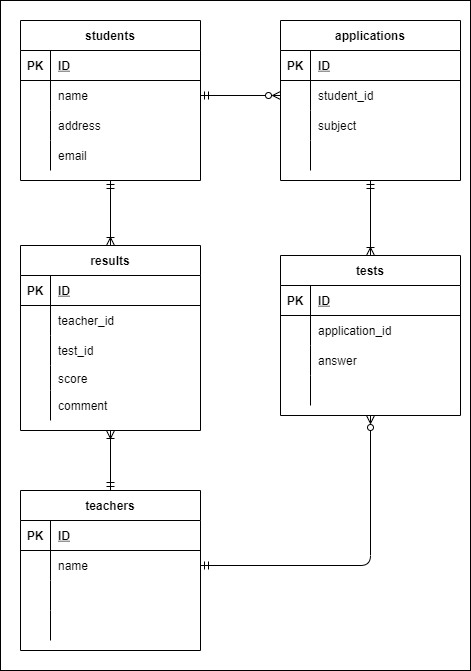 students
PK ID
name
address
email
applications
PK ID
student_id
subject
results
PK ID
teacher_id
test_id
score
comment
tests
PK ID
application_id
answer
teachers
PK ID
name